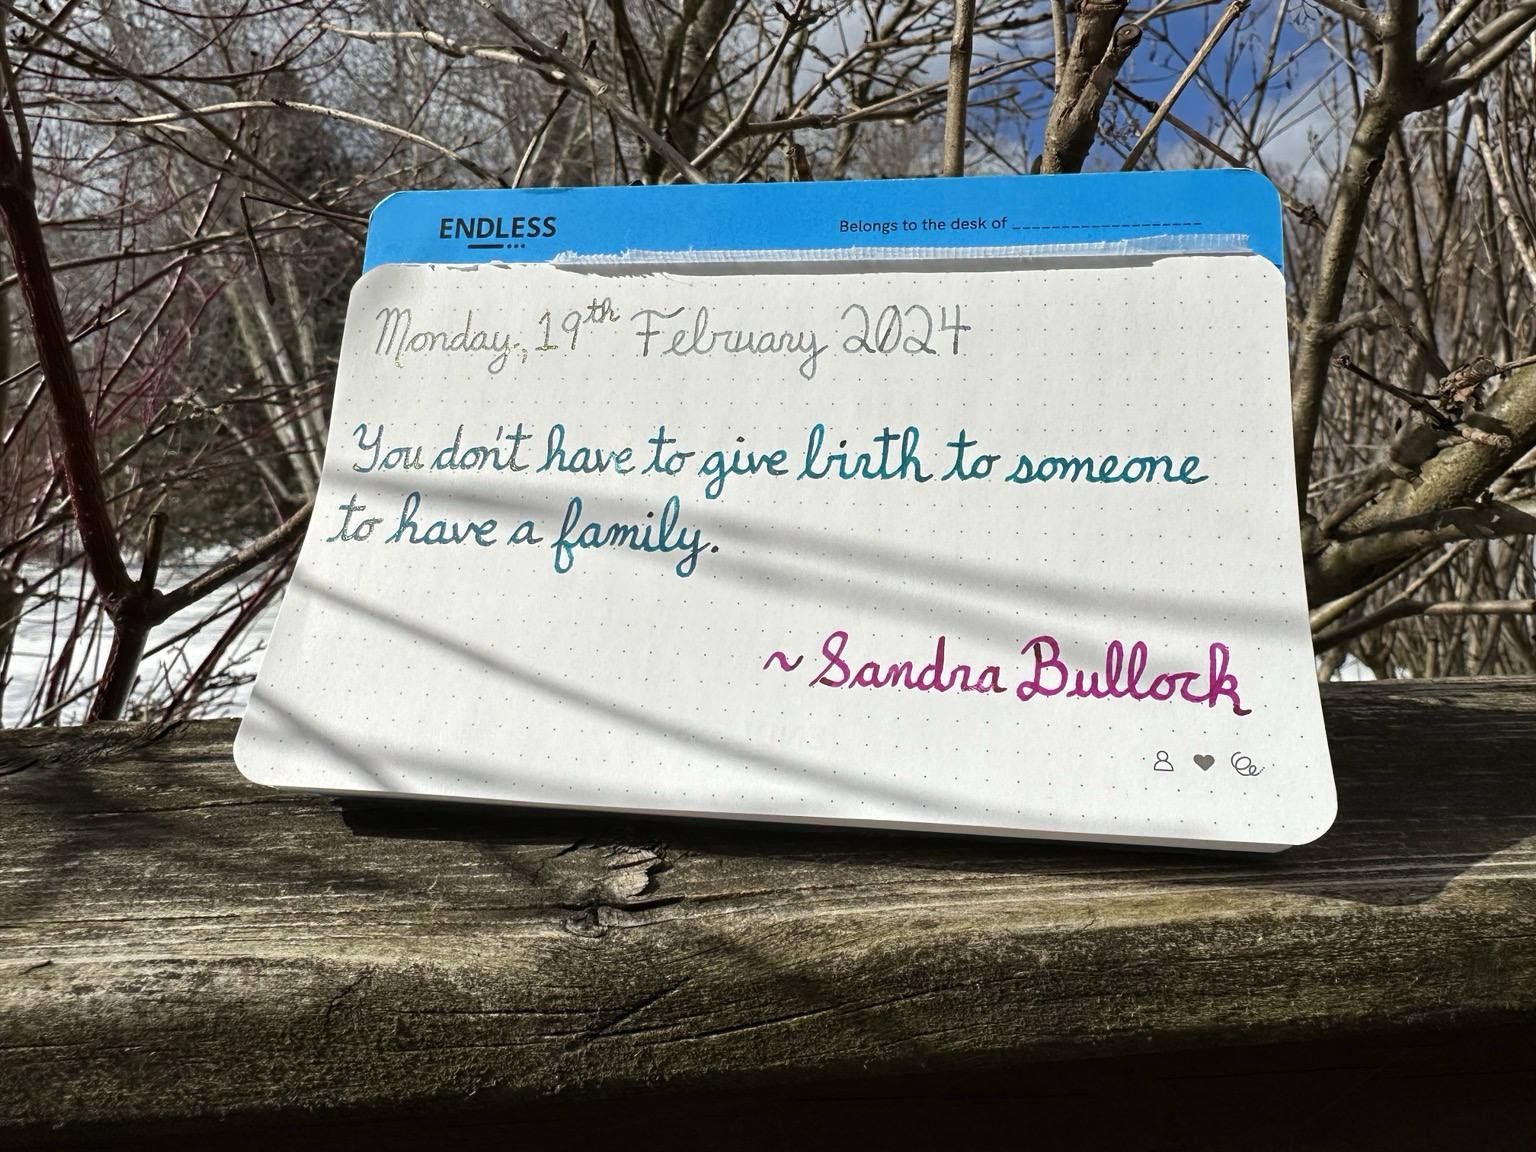 ENDLESS
Belongs to the desk of
Monday, 19th February 2024
You don't have to give birth to someone
to have a family.
~ Sandra Bullock